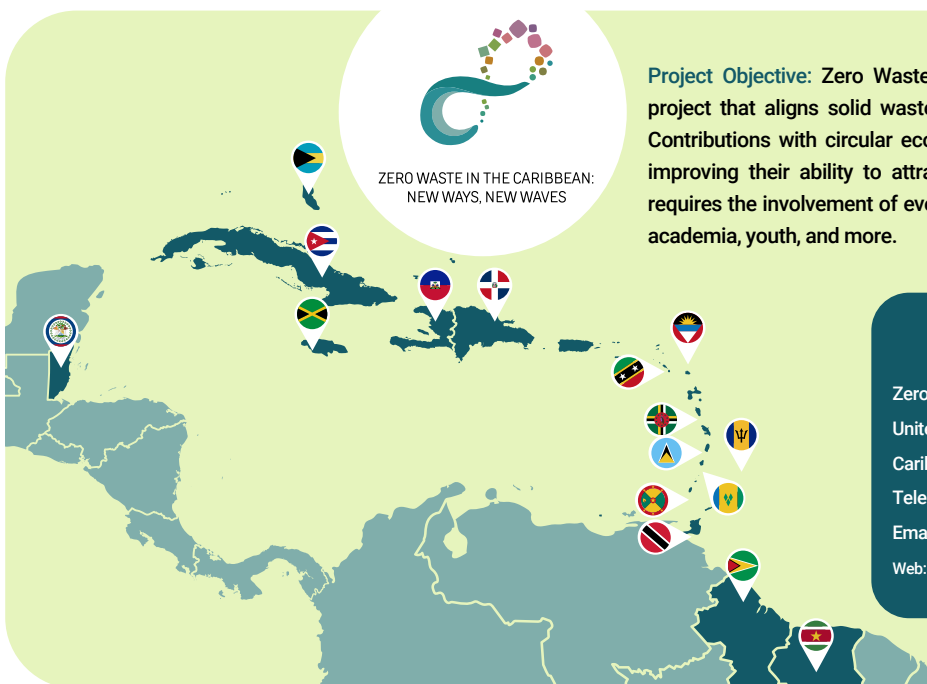 ZERO WASTE IN THE CARIBBEAN:
NEW WAYS, NEW WAVES
Project Objective: Zero Waste
project that aligns solid waste
Contributions with circular eco
improving their ability to attra
requires the involvement of eve
academia, youth, and more.
Zero
Unite
Carib
Tele
Ema
Web: